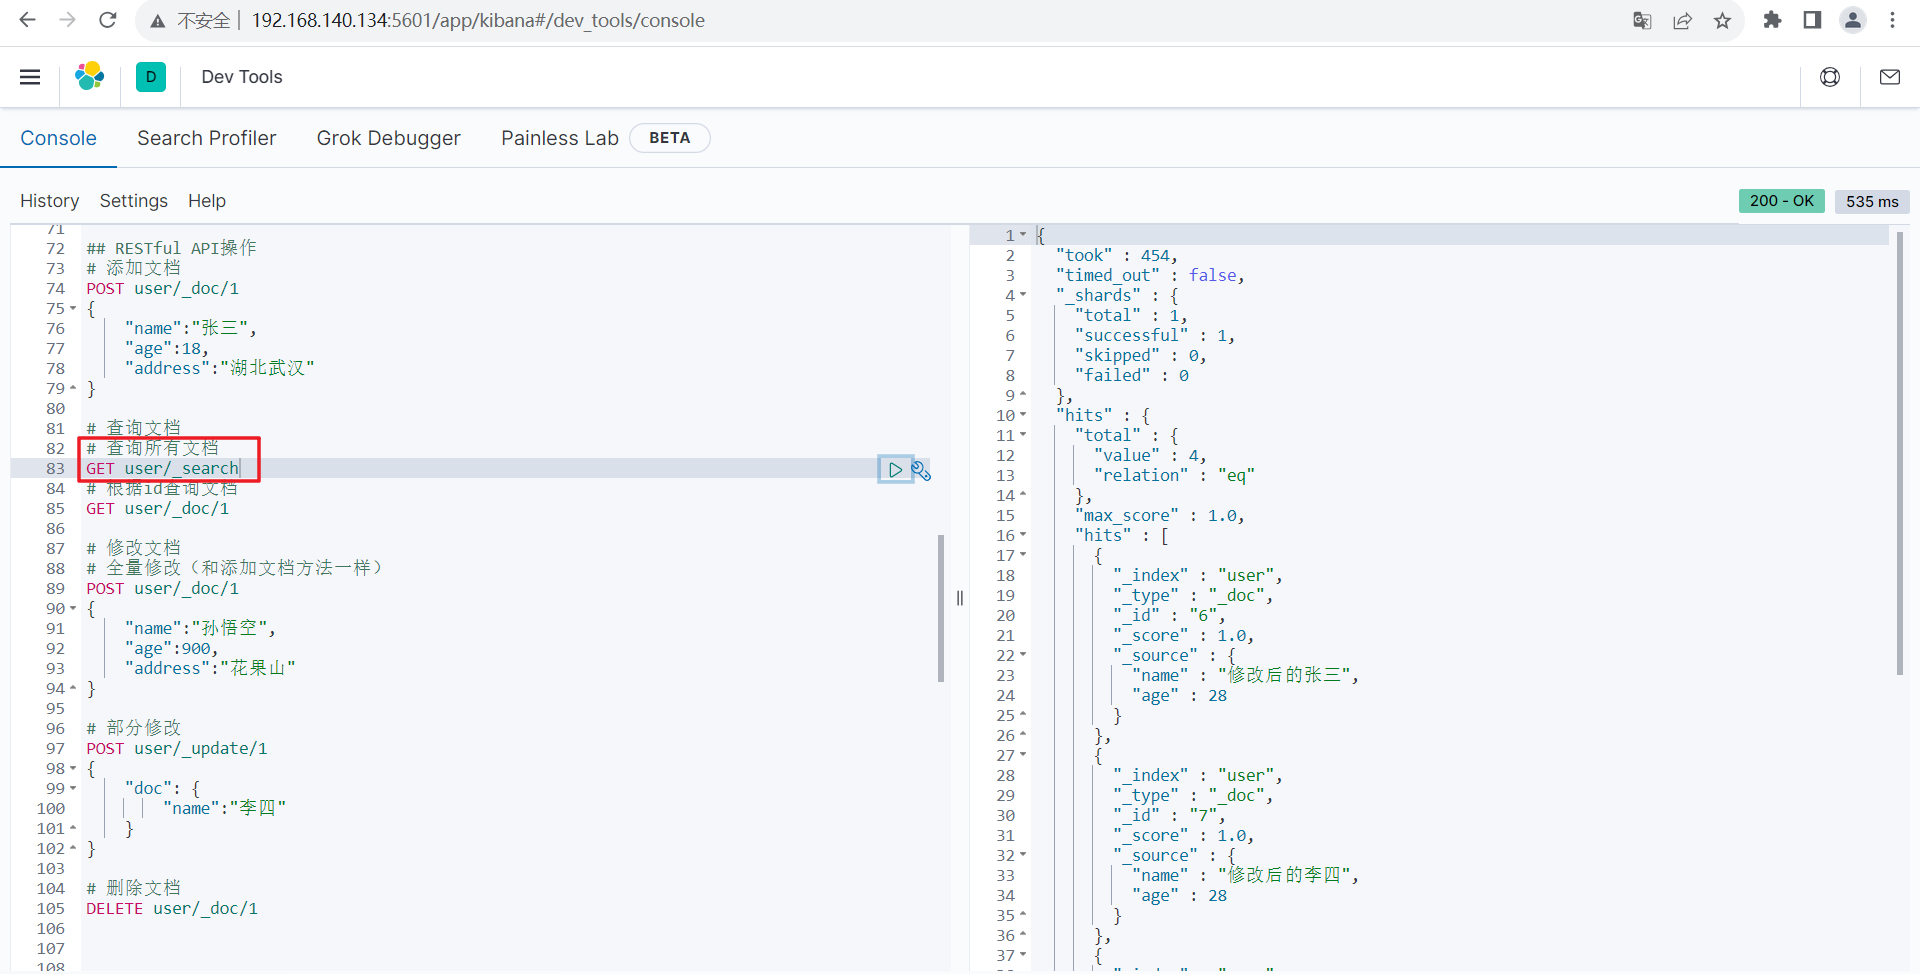 不安全 192.168.140.134:5601/app/kibana#/dev_tools/console
D Dev Tools
Console Search Profiler Grok Debugger Painless Lab BETA
History Settings Help 200 - OK 535 ms
71
72 ## RESTful API操作
73 # 添加文档
74 POST user/_doc/1
75 {
76 "name":"张三",
77 "age":18,
78 "address":"湖北武汉"
79 }
80
81 # 查询文档
82 # 查询所有文档
83 GET user/_search
84 # 根据id查询文档
85 GET user/_doc/1
86
87 # 修改文档
88 # 全量修改（和添加文档方法一样）
89 POST user/_doc/1
90 {
91 "name":"孙悟空",
92 "age":900,
93 "address":"花果山"
94 }
95
96 # 部分修改
97 POST user/_update/1
98 {
99 "doc": {
100 "name":"李四"
101 }
102 }
103
104 # 删除文档
105 DELETE user/_doc/1
106
107
108
1 {
2 "took" : 454,
3 "timed_out" : false,
4 "_shards" : {
5 "total" : 1,
6 "successful" : 1,
7 "skipped" : 0,
8 "failed" : 0
9 },
10 "hits" : {
11 "total" : {
12 "value" : 4,
13 "relation" : "eq"
14 },
15 "max_score" : 1.0,
16 "hits" : [
17 {
18 "_index" : "user",
19 "_type" : "_doc",
20 "_id" : "6",
21 "_score" : 1.0,
22 "_source" : {
23 "name" : "修改后的张三",
24 "age" : 28
25 }
26 },
27 {
28 "_index" : "user",
29 "_type" : "_doc",
30 "_id" : "7",
31 "_score" : 1.0,
32 "_source" : {
33 "name" : "修改后的李四",
34 "age" : 28
35 }
36 },
37 {